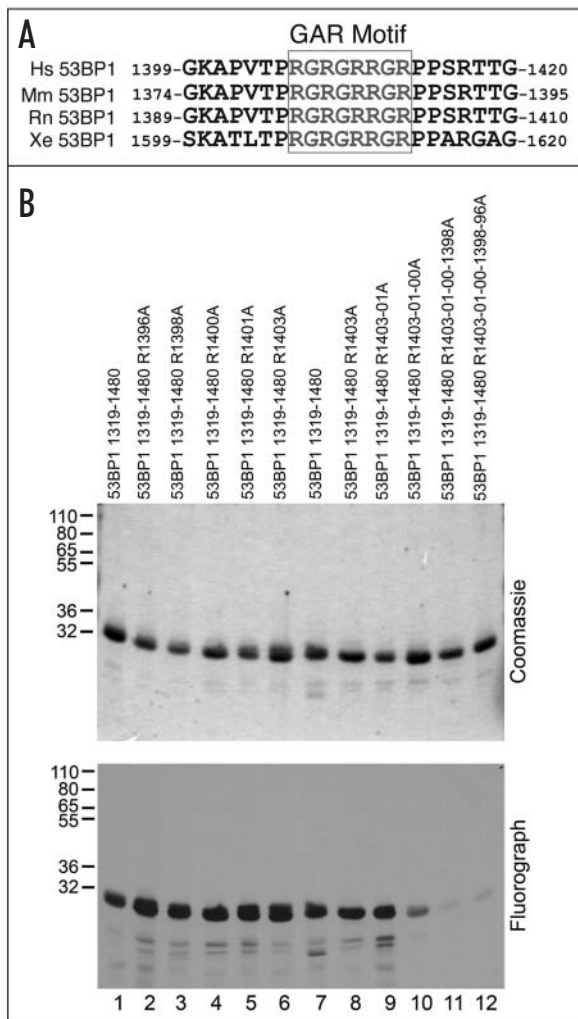 A
GAR Motif
Hs 53BP1 1399-GKAPVTPRGRGRRGRPPSRTTG-1420
Mm 53BP1 1374-GKAPVTPRGRGRRGRPPSRTTG-1395
Rn 53BP1 1389-GKAPVTPRGRGRRGRPPSRTTG-1410
Xe 53BP1 1599-SKATLTPRGRGRRGRPPARGAG-1620
B
53BP1 1319-1480
53BP1 1319-1480 R1396A
53BP1 1319-1480 R1398A
53BP1 1319-1480 R1400A
53BP1 1319-1480 R1401A
53BP1 1319-1480 R1403A
53BP1 1319-1480
53BP1 1319-1480 R1403A
53BP1 1319-1480 R1403-01A
53BP1 1319-1480 R1403-01-00A
53BP1 1319-1480 R1403-01-00-1398A
53BP1 1319-1480 R1403-01-00-1398-96A
110
80
65
55
36
32
Coomassie
110
80
65
55
36
32
Fluorograph
1 2 3 4 5 6 7 8 9 10 11 12